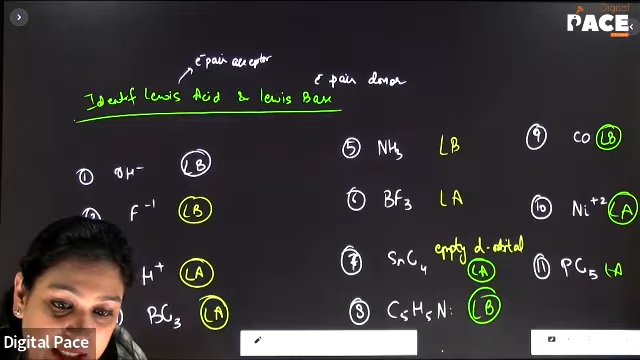 Digital
PACE
e⁻ pair acceptor
e⁻ pair donor
Identif Lewis Acid & Lewis Base
① OH⁻ LB
F⁻¹ LB
H⁺ LA
BCl₃ LA
⑤ NH₃ LB
⑥ BF₃ LA
⑦ SnCl₄ empty d-orbital LA
⑧ C₅H₅N: LB
⑨ CO LB
⑩ Ni⁺² LA
⑪ PCl₅ LA
Digital Pace